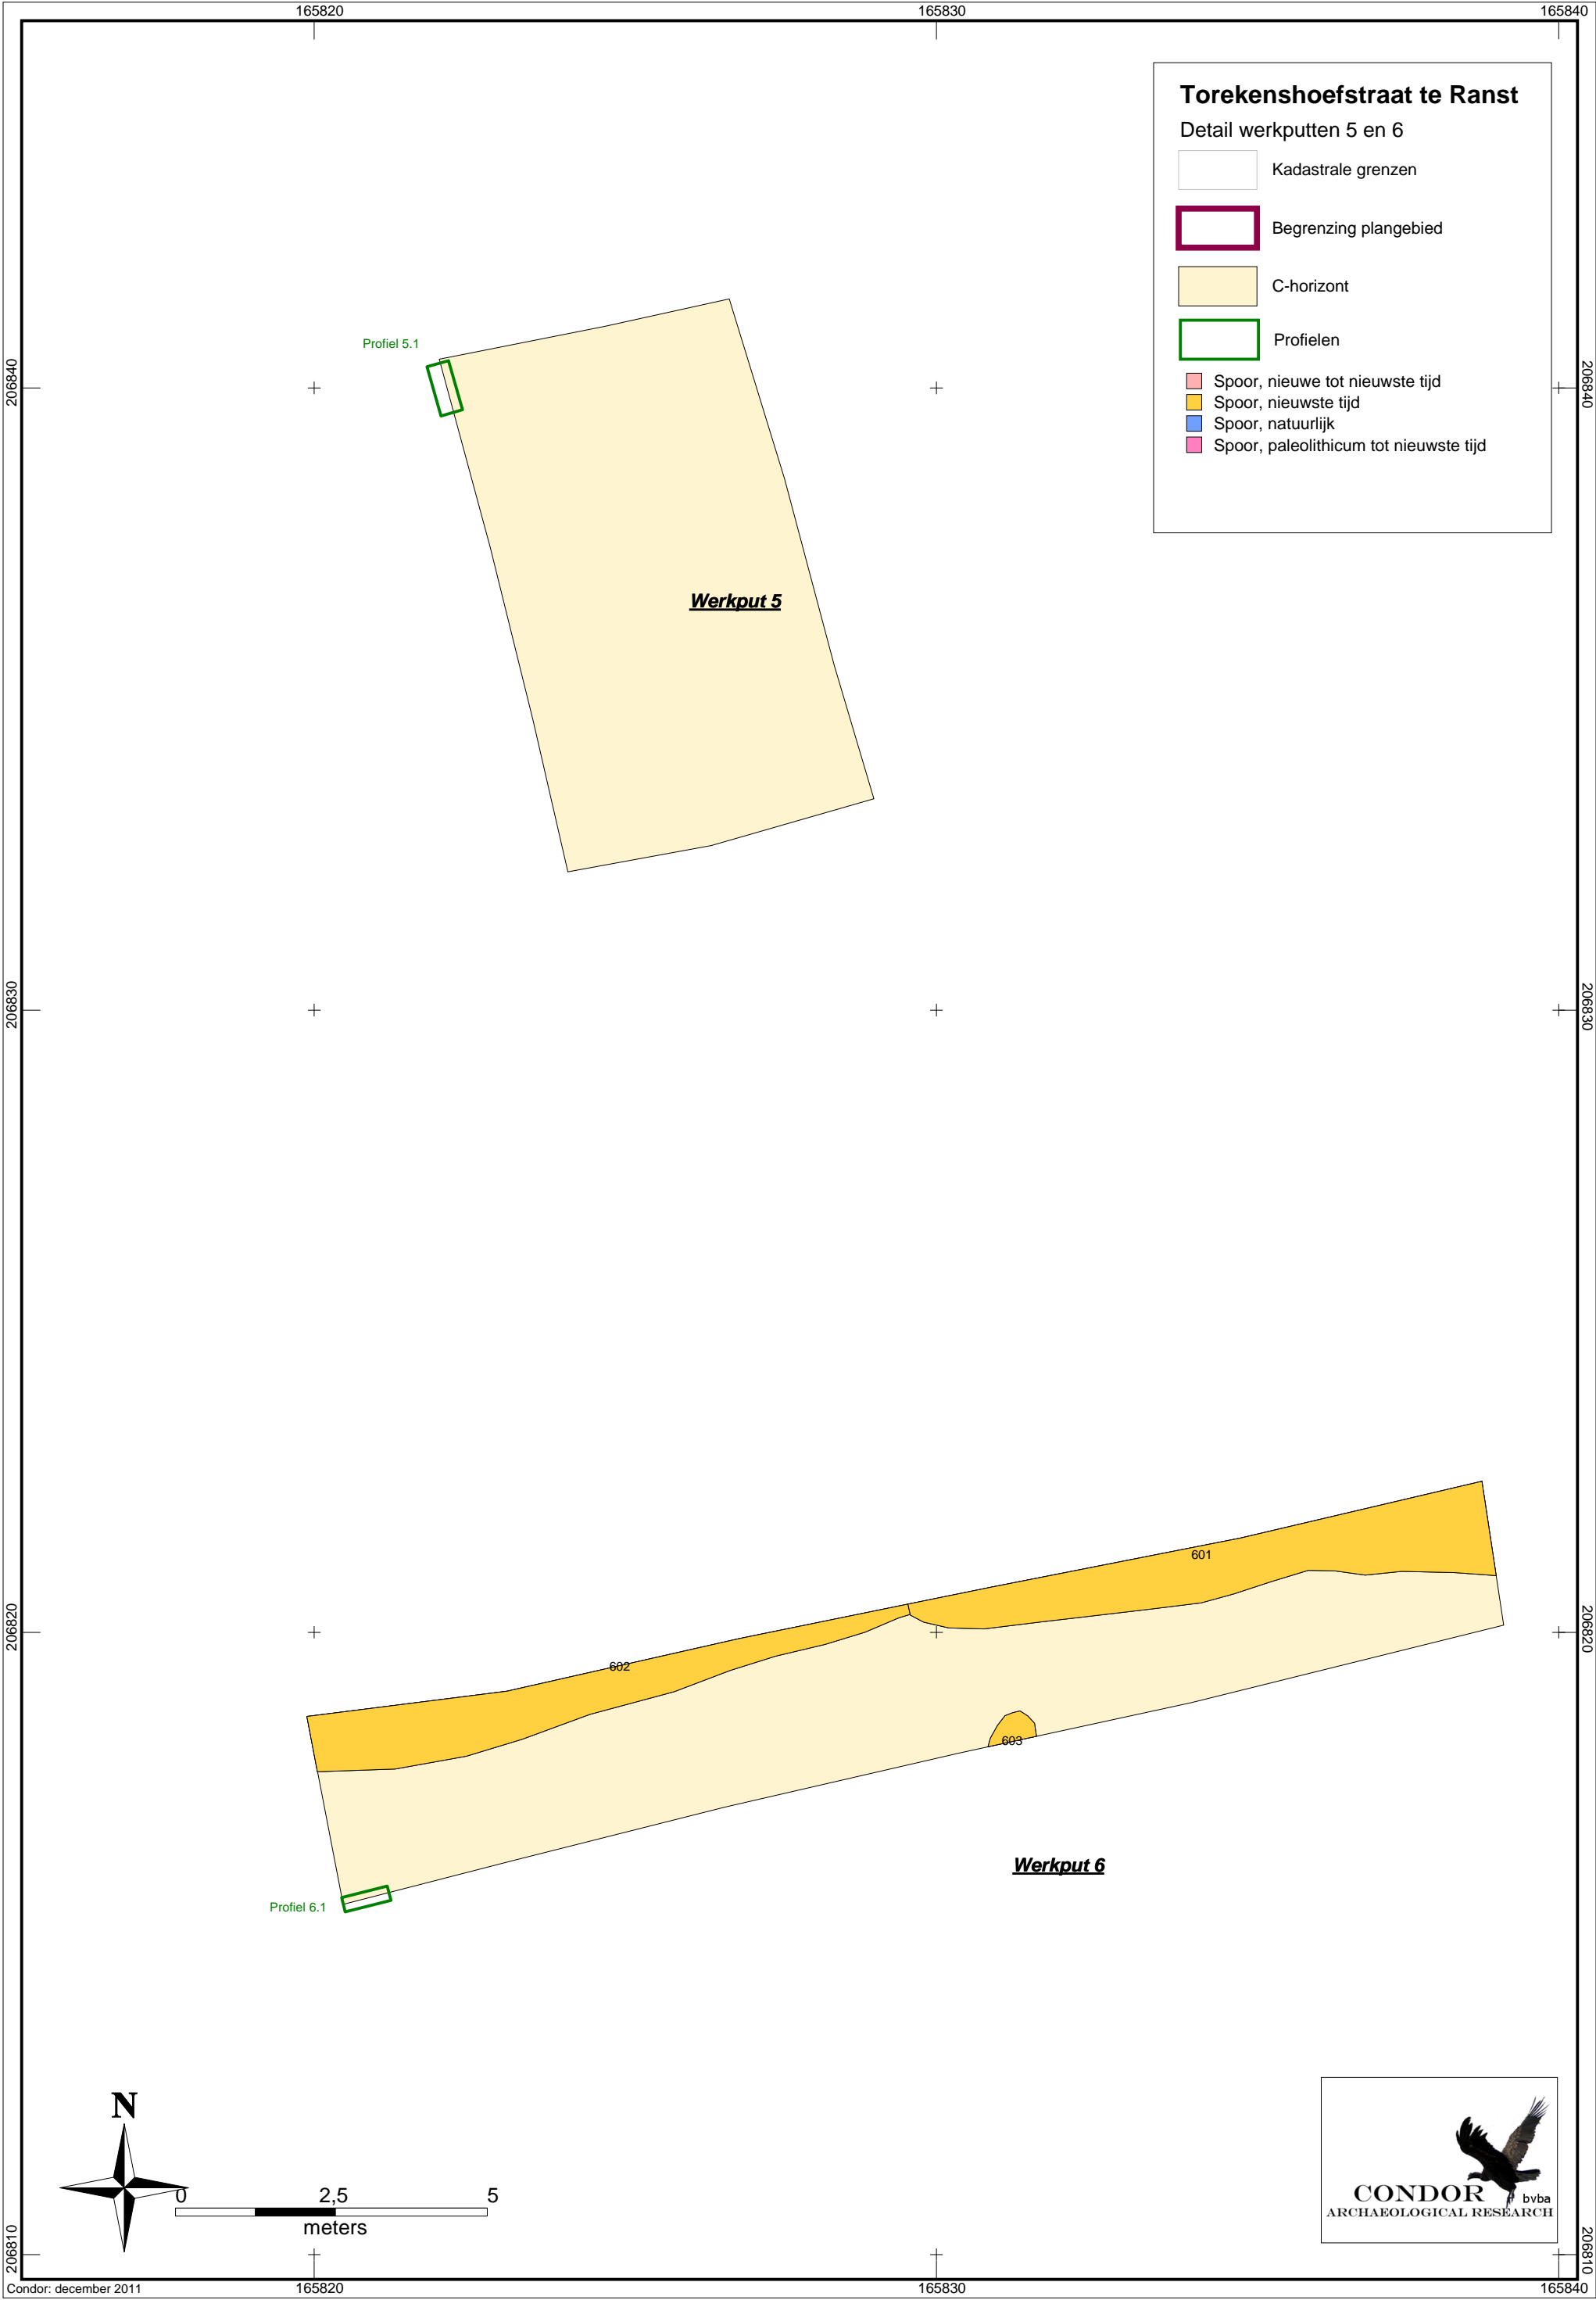 165820
165830
165840
Torekenshoefstraat te Ranst
Detail werkputten 5 en 6
Kadastrale grenzen
Begrenzing plangebied
C-horizont
Profielen
Spoor, nieuwe tot nieuwste tijd
Spoor, nieuwste tijd
Spoor, natuurlijk
Spoor, paleolithicum tot nieuwste tijd
Profiel 5.1
206840
206840
Werkput 5
206830
206830
601
206820
206820
602
603
Werkput 6
Profiel 6.1
N
0 2,5 5
meters
CONDOR bvba
ARCHAEOLOGICAL RESEARCH
206810
206810
Condor: december 2011
165820
165830
165840